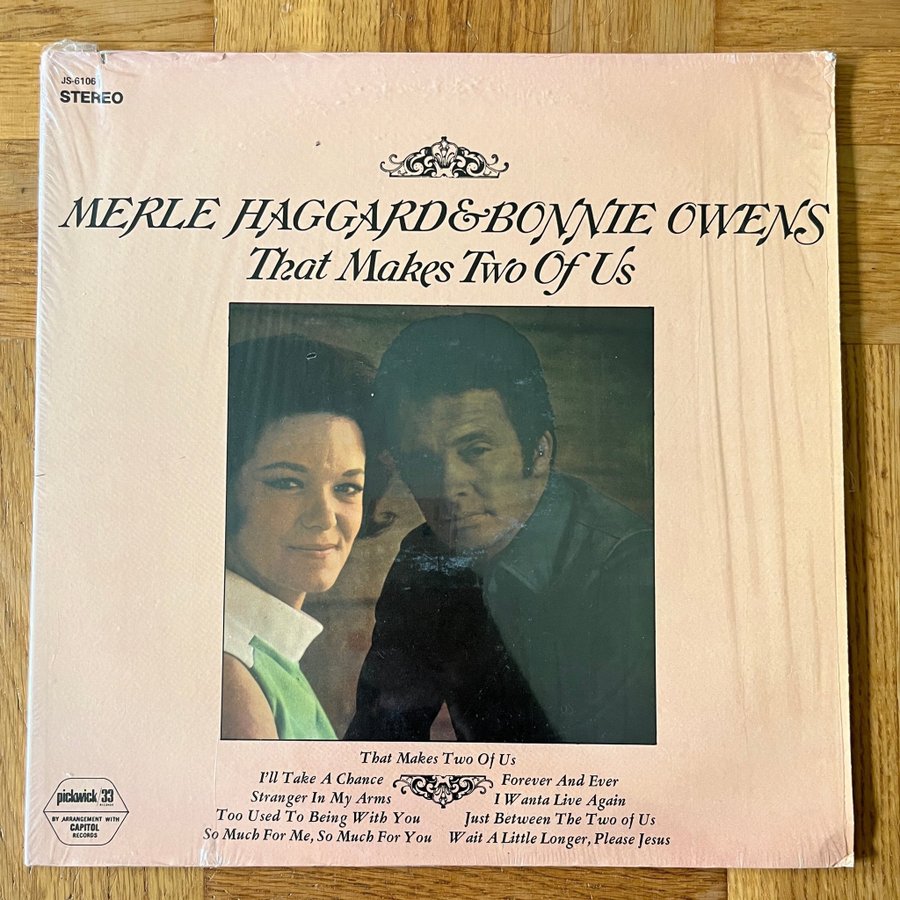 JS-6106
STEREO
MERLE HAGGARD & BONNIE OWENS
That Makes Two Of Us
That Makes Two Of Us
I'll Take A Chance
Stranger In My Arms
Too Used To Being With You
So Much For Me, So Much For You
Forever And Ever
I Wanta Live Again
Just Between The Two of Us
Wait A Little Longer, Please Jesus
pickwick/33
RECORDS
BY ARRANGEMENT WITH
CAPITOL
RECORDS